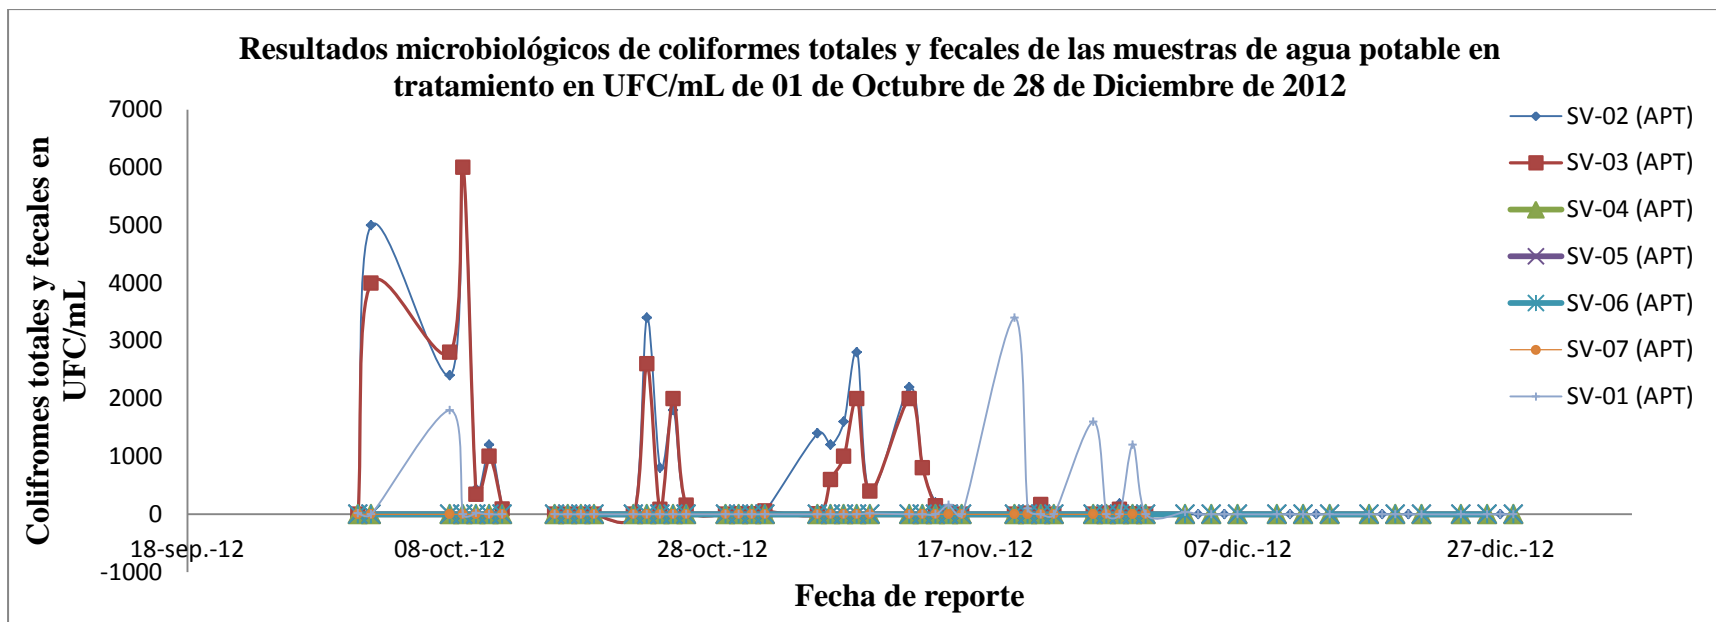 Resultados microbiológicos de coliformes totales y fecales de las muestras de agua potable en
tratamiento en UFC/mL de 01 de Octubre de 28 de Diciembre de 2012
Colifromes totales y fecales en
UFC/mL
7000
6000
5000
4000
3000
2000
1000
0
-1000
18-sep.-12
08-oct.-12
28-oct.-12
17-nov.-12
07-dic.-12
27-dic.-12
Fecha de reporte
SV-02 (APT)
SV-03 (APT)
SV-04 (APT)
SV-05 (APT)
SV-06 (APT)
SV-07 (APT)
SV-01 (APT)